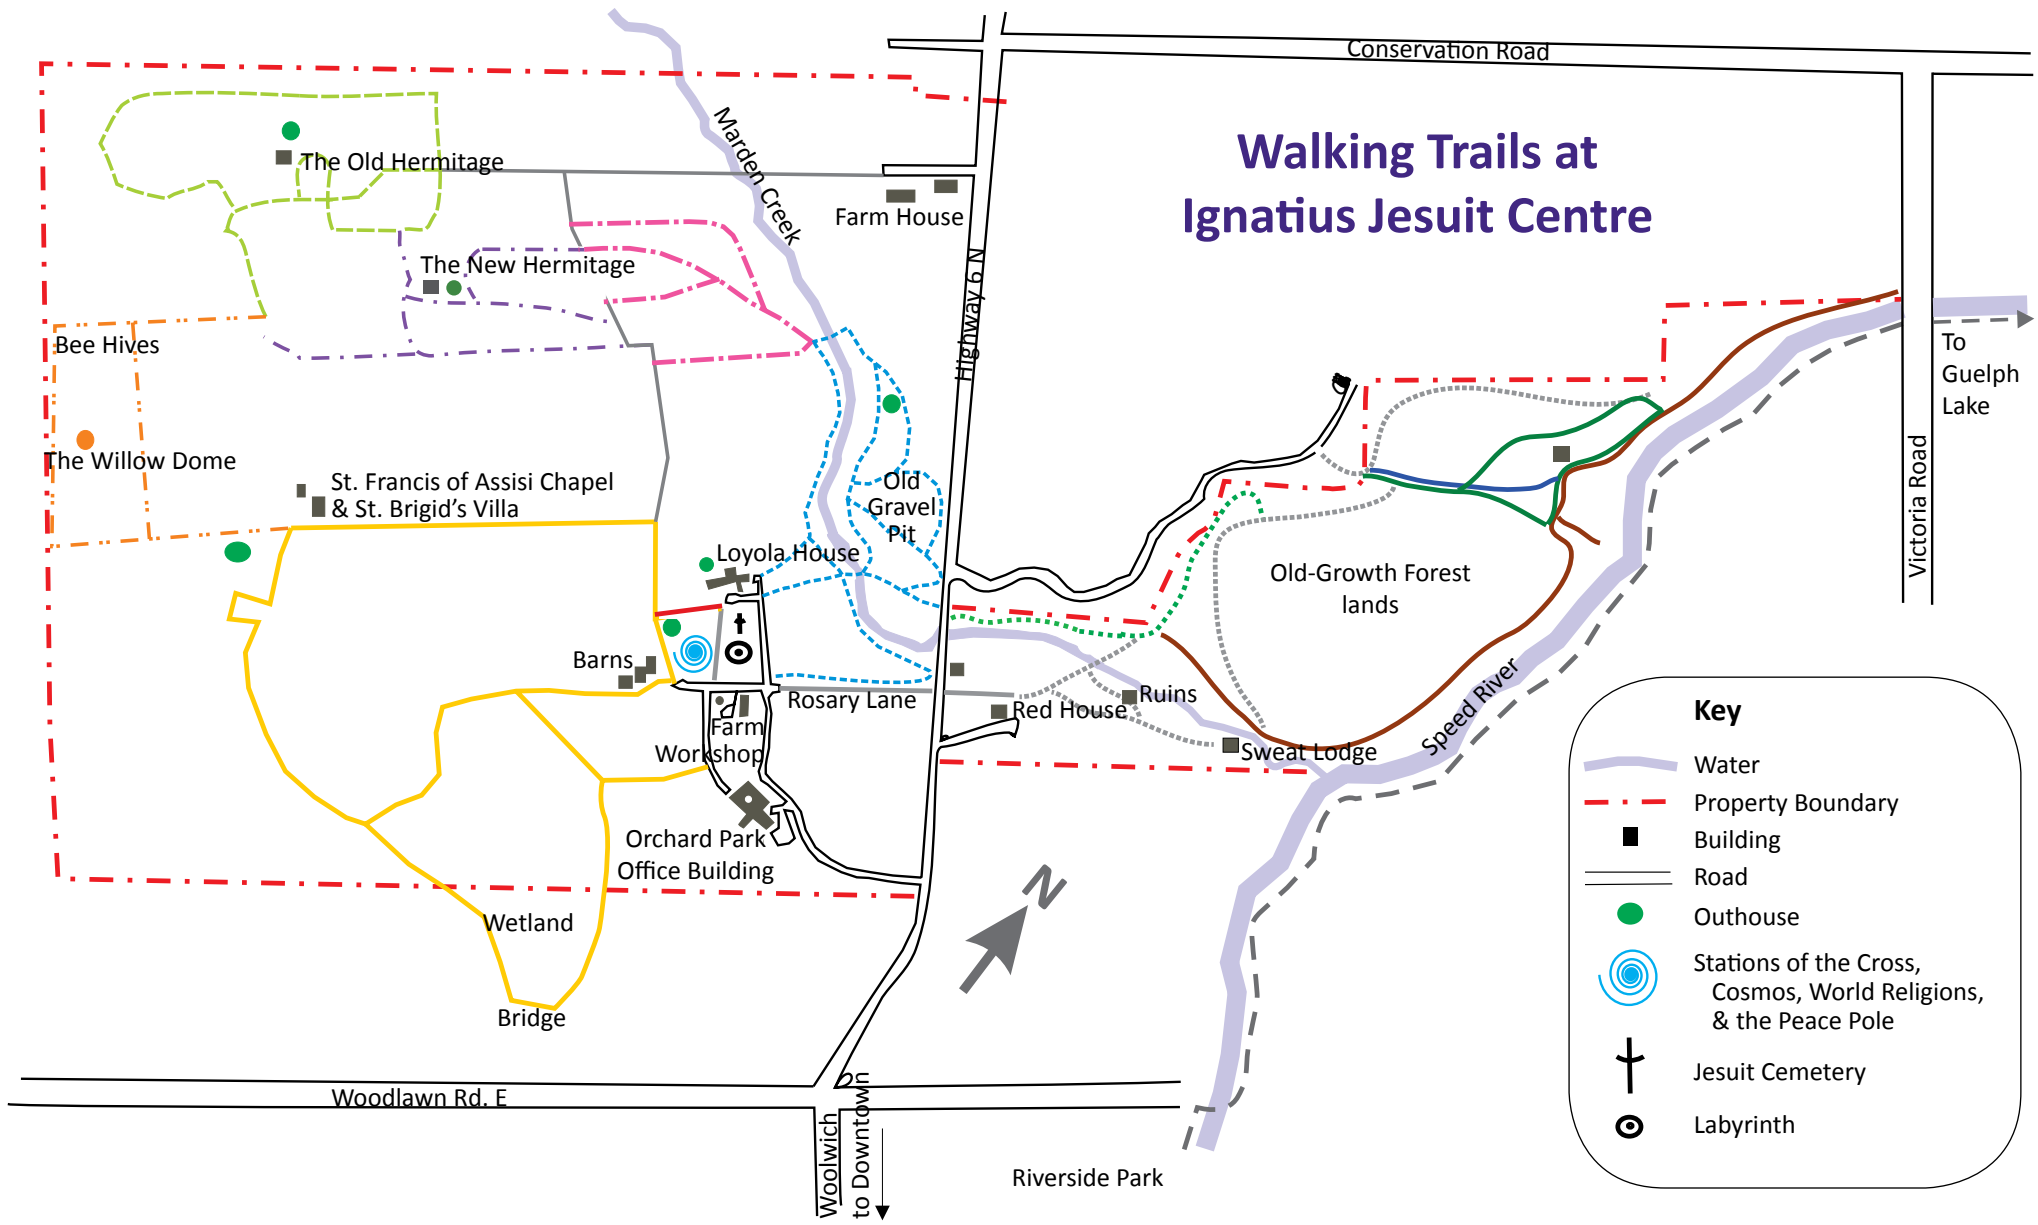 Conservation Road
Walking Trails at
Ignatius Jesuit Centre
Marden Creek
The Old Hermitage
Farm House
The New Hermitage
Highway 6 N
Bee Hives
The Willow Dome
St. Francis of Assisi Chapel
& St. Brigid's Villa
Old
Gravel
Pit
Loyola House
To
Guelph
Lake
Victoria Road
Old-Growth Forest
lands
Barns
Rosary Lane
Farm
Workshop
Red House
Ruins
Sweat Lodge
Speed River
Orchard Park
Office Building
Wetland
Bridge
N
Woodlawn Rd. E
Woolwich
to Downtown
Riverside Park
Key
Water
Property Boundary
Building
Road
Outhouse
Stations of the Cross,
Cosmos, World Religions,
& the Peace Pole
Jesuit Cemetery
Labyrinth